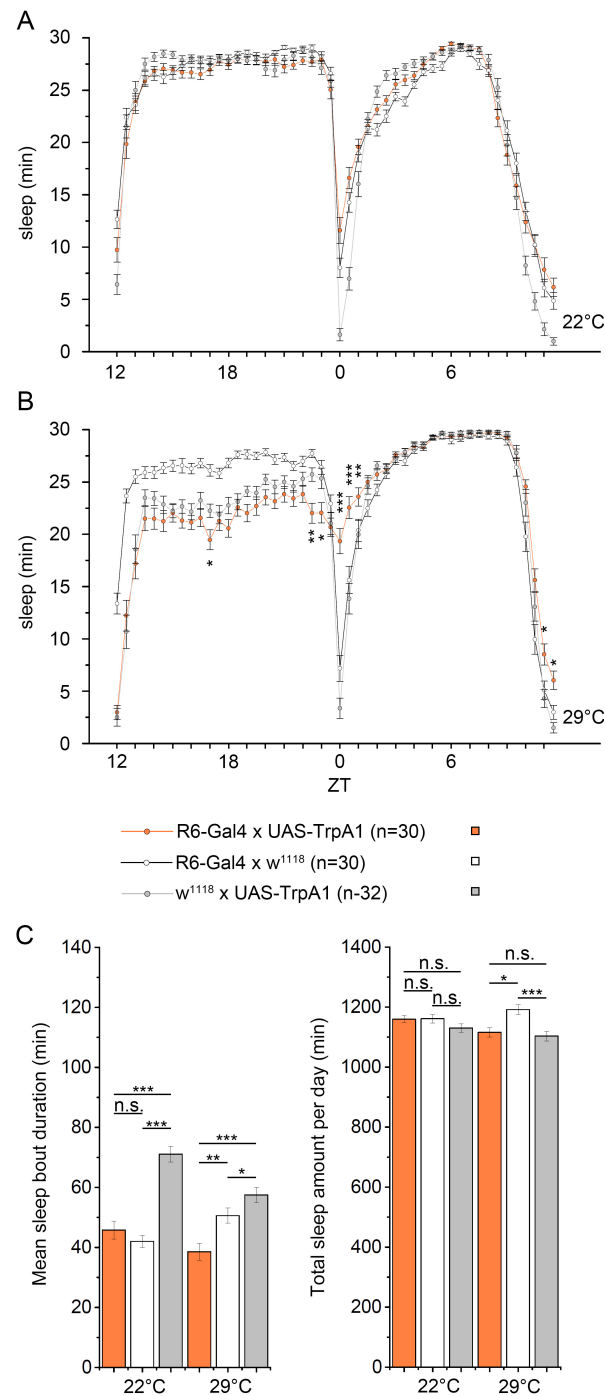 A
30
25
20
15
10
5
0
sleep (min)
12 18 0 6
22°C
B
30
25
20
15
10
5
0
sleep (min)
***
***
**
**
*
*
*
*
12 18 0 6
ZT
29°C
R6-Gal4 x UAS-TrpA1 (n=30)
R6-Gal4 x w1118 (n=30)
w1118 x UAS-TrpA1 (n-32)
C
140
120
100
80
60
40
20
0
Mean sleep bout duration (min)
***
n.s.
***
***
**
*
22°C 29°C
1400
1200
1000
800
600
400
200
0
Total sleep amount per day (min)
n.s.
n.s.
n.s.
n.s.
*
***
22°C 29°C